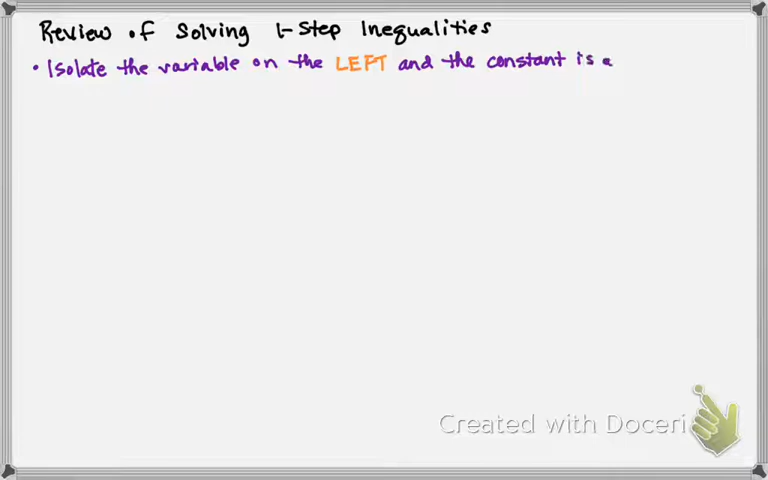 Review of Solving 1-Step Inequalities
• Isolate the variable on the LEFT and the constant is
Created with Doceri